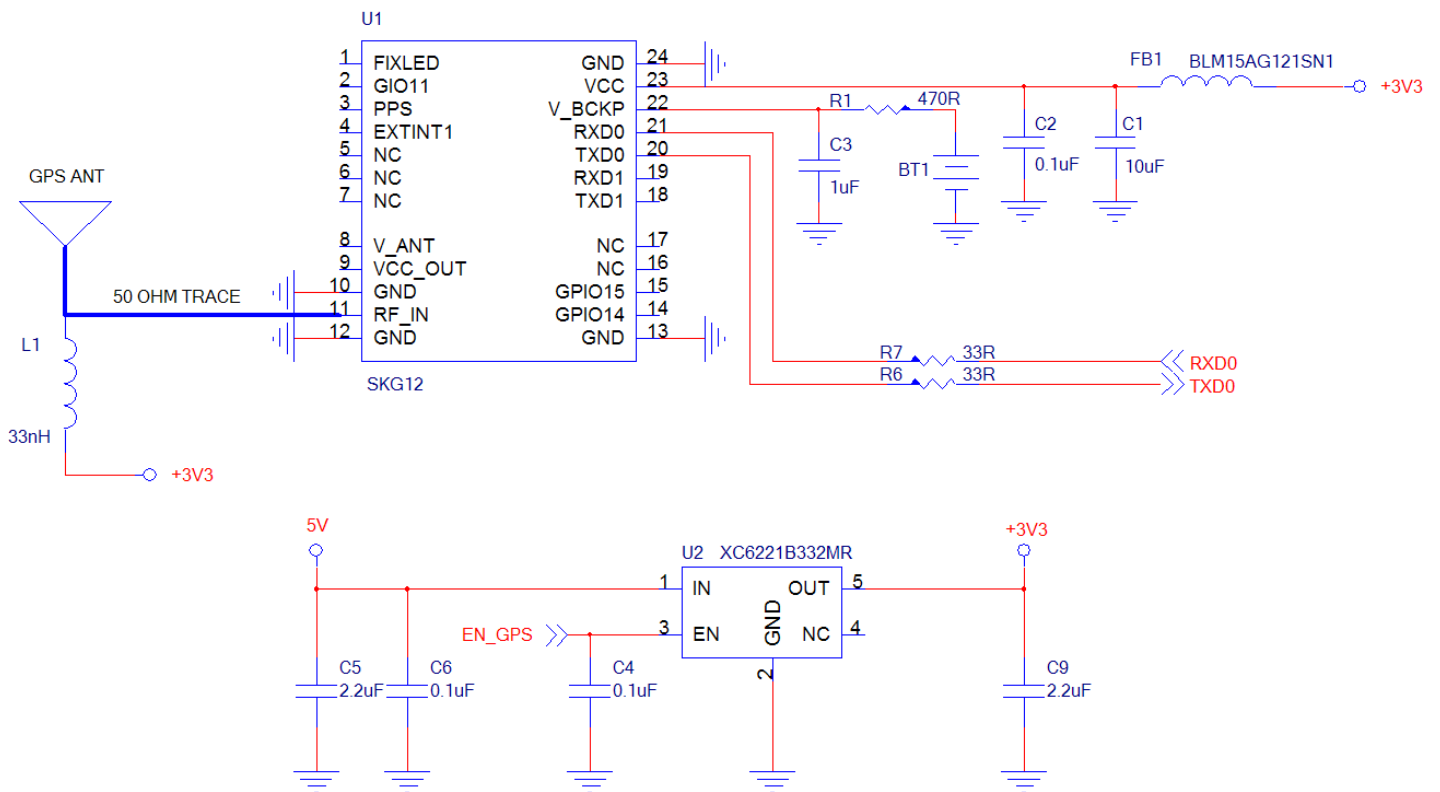 U1
1 FIXLED
2 GIO11
3 PPS
4 EXTINT1
5 NC
6 NC
7 NC
8 V_ANT
9 VCC_OUT
10 GND
11 RF_IN
12 GND
GND 24
VCC 23
V_BCKP 22
RXD0 21
TXD0 20
RXD1 19
TXD1 18
NC 17
NC 16
GPIO15 15
GPIO14 14
GND 13
SKG12
GPS ANT
50 OHM TRACE
L1
33nH
+3V3
FB1 BLM15AG121SN1
+3V3
R1 470R
C3
1uF
BT1
C2
0.1uF
C1
10uF
R7 33R
RXD0
R6 33R
TXD0
5V
C5
2.2uF
C6
0.1uF
EN_GPS
C4
0.1uF
U2 XC6221B332MR
1 IN
3 EN
GND
2
OUT 5
NC 4
+3V3
C9
2.2uF